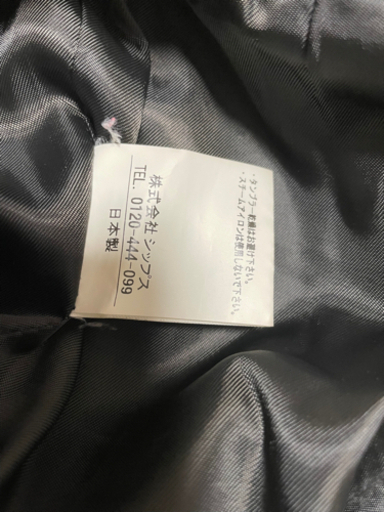 ・タンブラー乾燥はお避け下さい。
・スチームアイロンは使用しないで下さい。
株式会社 シップス
TEL. 0120-444-099
日本製